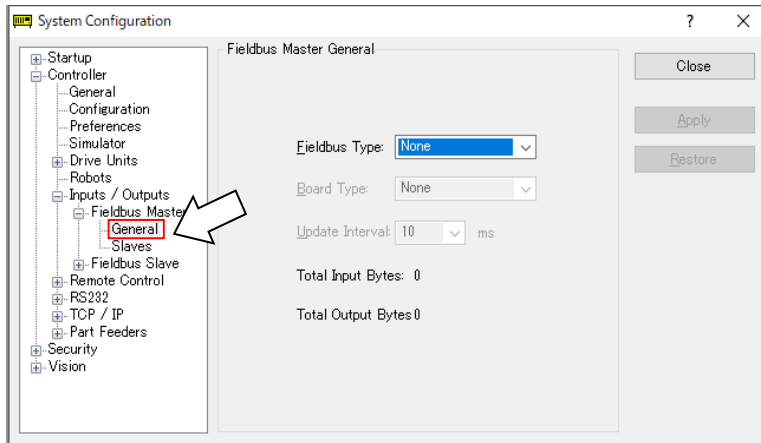 System Configuration
? ×
Startup
Controller
General
Configuration
Preferences
Simulator
Drive Units
Robots
Inputs / Outputs
Fieldbus Master
General
Slaves
Fieldbus Slave
Remote Control
RS232
TCP / IP
Part Feeders
Security
Vision
Fieldbus Master General
Fieldbus Type: None
Board Type: None
Update Interval: 10 ms
Total Input Bytes: 0
Total Output Bytes 0
Close
Apply
Restore